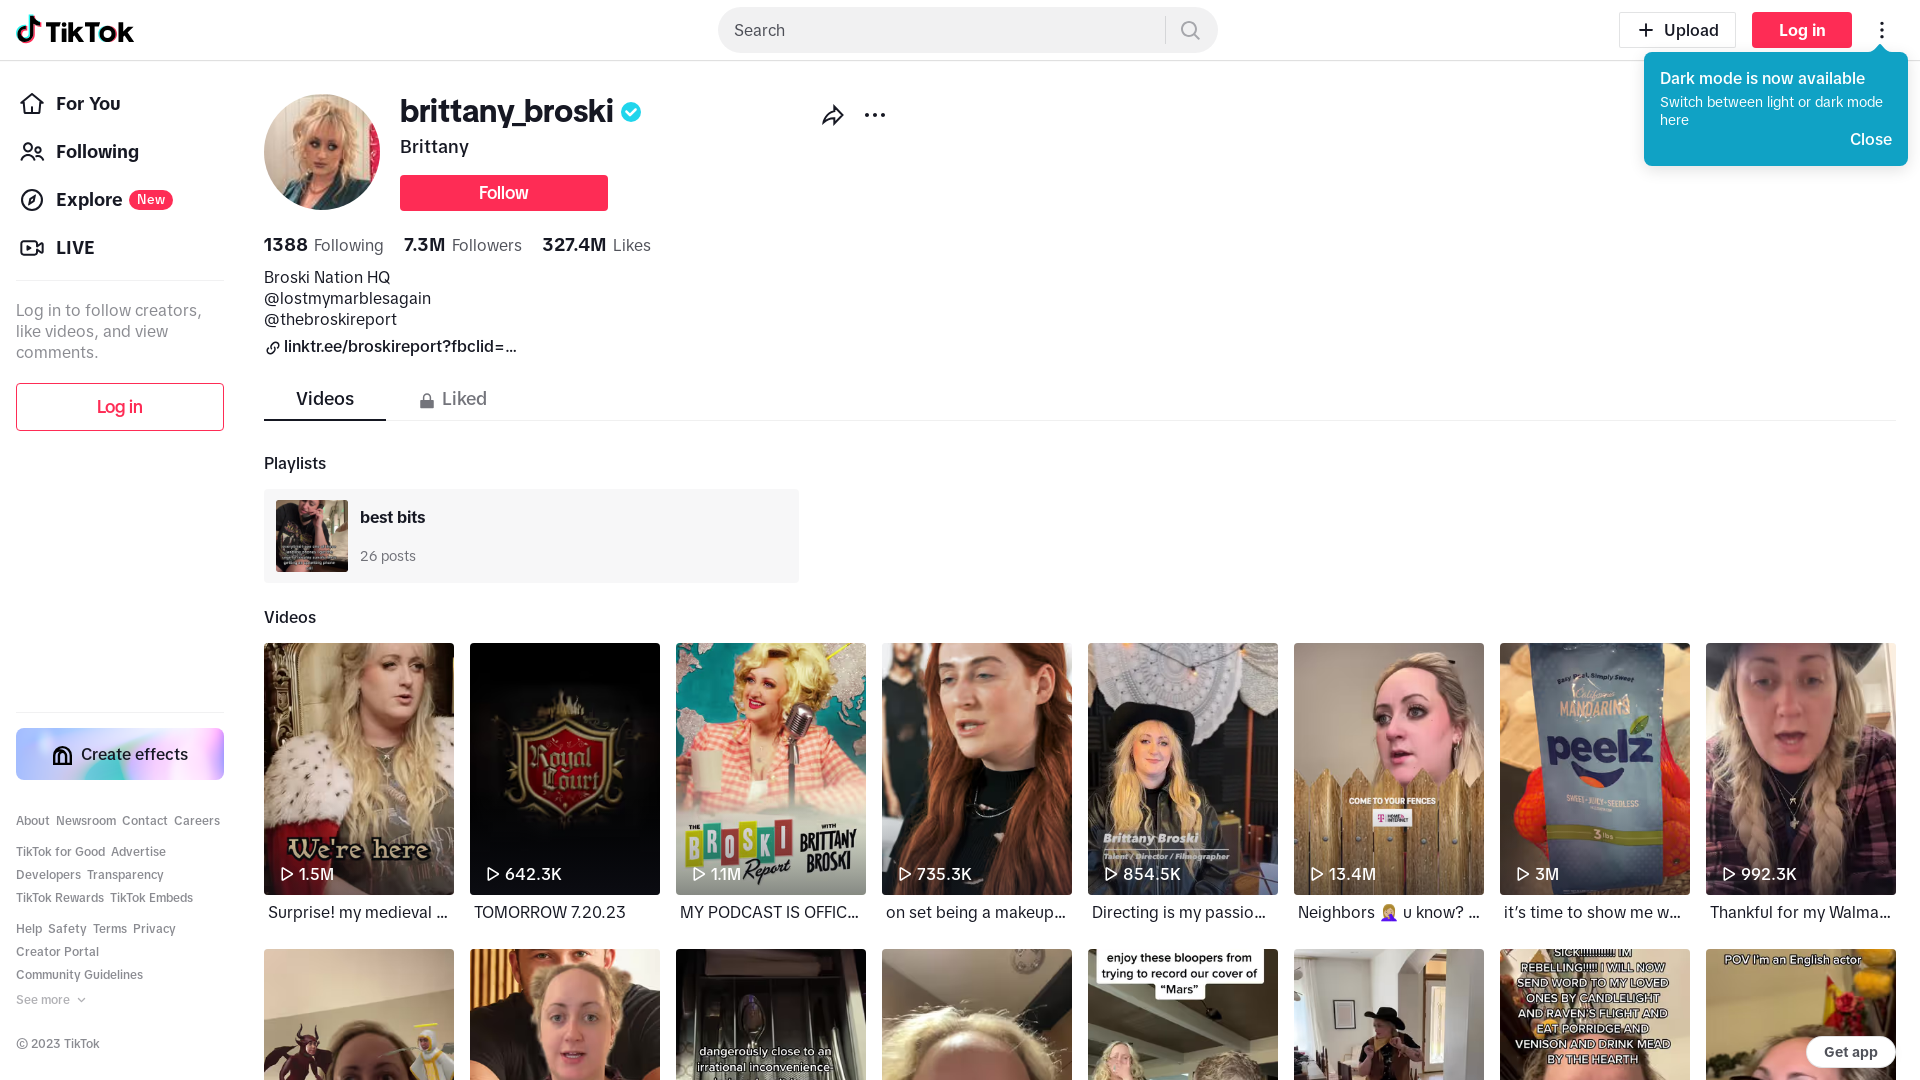 TikTok
Search
Upload
Log in
Dark mode is now available
Switch between light or dark mode
here
Close
For You
Following
Explore New
LIVE
Log in to follow creators,
like videos, and view
comments.
Log in
Create effects
About Newsroom Contact Careers
TikTok for Good Advertise
Developers Transparency
TikTok Rewards TikTok Embeds
Help Safety Terms Privacy
Creator Portal
Community Guidelines
See more
© 2023 TikTok
brittany_broski
Brittany
Follow
1388 Following 7.3M Followers 327.4M Likes
Broski Nation HQ
@lostmymarblesagain
@thebroskireport
linktr.ee/broskireport?fbclid=...
Videos Liked
Playlists
best bits
26 posts
Videos
We're here
1.5M
Surprise! my medieval ...
Royal
Court
642.3K
TOMORROW 7.20.23
THE
BROSKI
Report
WITH
BRITTANY
BROSKI
1.1M
MY PODCAST IS OFFIC...
735.3K
on set being a makeup...
Brittany Broski
Talent / Director / Filmographer
854.5K
Directing is my passio...
COME TO YOUR FENCES
T HOME INTERNET
13.4M
Neighbors 🤦🏼‍♀️ u know? ...
Easy Peel, Simply Sweet
California
MANDARINS
peelz
SWEET • JUICY • SEEDLESS
3 lbs
3M
it’s time to show me w...
992.3K
Thankful for my Walma...
dangerously close to an
irrational inconvenience
enjoy these bloopers from
trying to record our cover of
“Mars”
SICK!!!!!!!!!!! IM
REBELLING!!!!! I WILL NOW
SEND WORD TO MY LOVED
ONES BY CANDLELIGHT
AND RAVEN'S FLIGHT AND
EAT PORRIDGE AND
VENISON AND DRINK MEAD
BY THE HEARTH
POV I'm an English actor
Get app